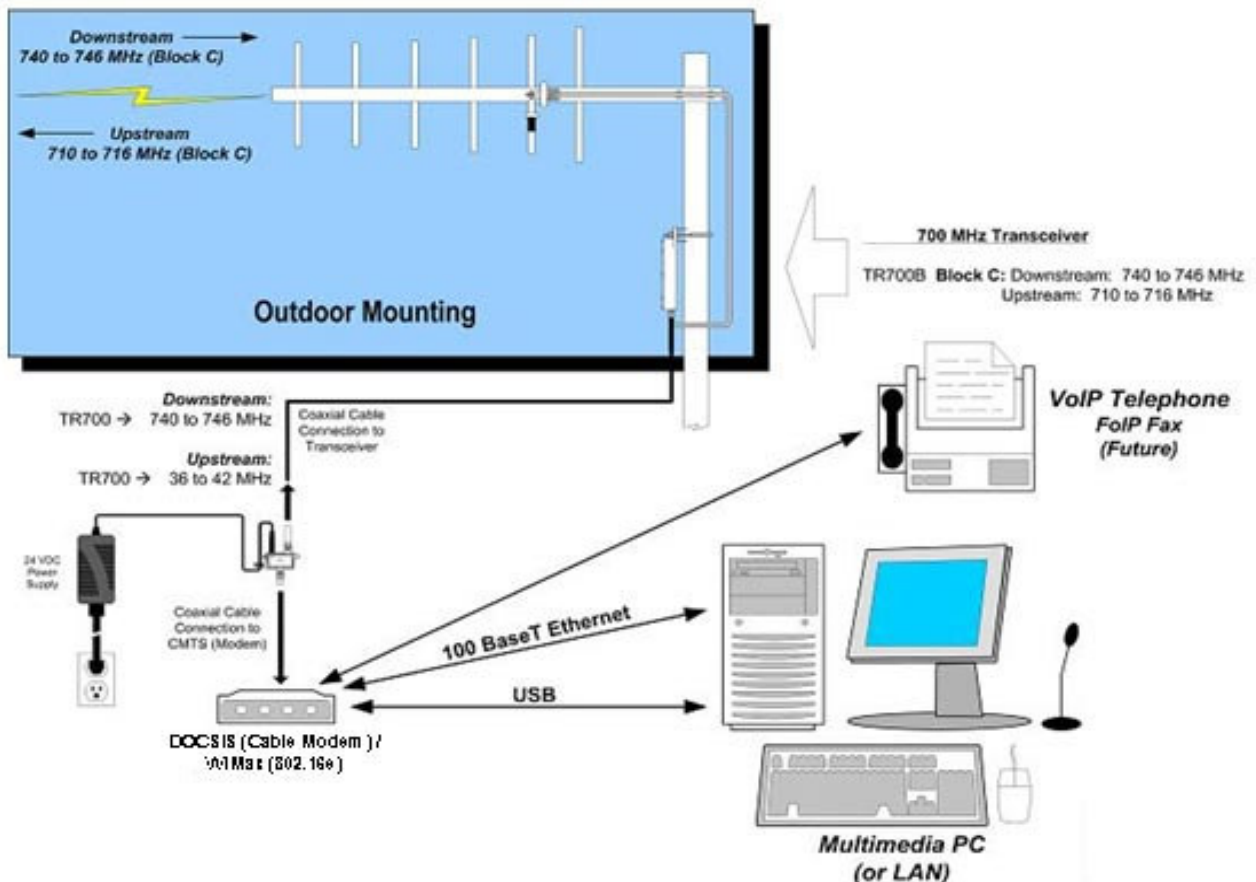 Downstream
740 to 746 MHz (Block C)
Upstream
710 to 716 MHz (Block C)
Outdoor Mounting
700 MHz Transceiver
TR700B Block C: Downstream: 740 to 746 MHz
Upstream: 710 to 716 MHz
Downstream:
TR700 → 740 to 746 MHz
Upstream:
TR700 → 36 to 42 MHz
Coaxial Cable
Connection to
Transceiver
VoIP Telephone
FoIP Fax
(Future)
24 VDC
Power
Supply
Coaxial Cable
Connection to
CMTS (Modem)
100 BaseT Ethernet
USB
DOCSIS (Cable Modem ) /
WiMax (802.16e )
Multimedia PC
(or LAN)